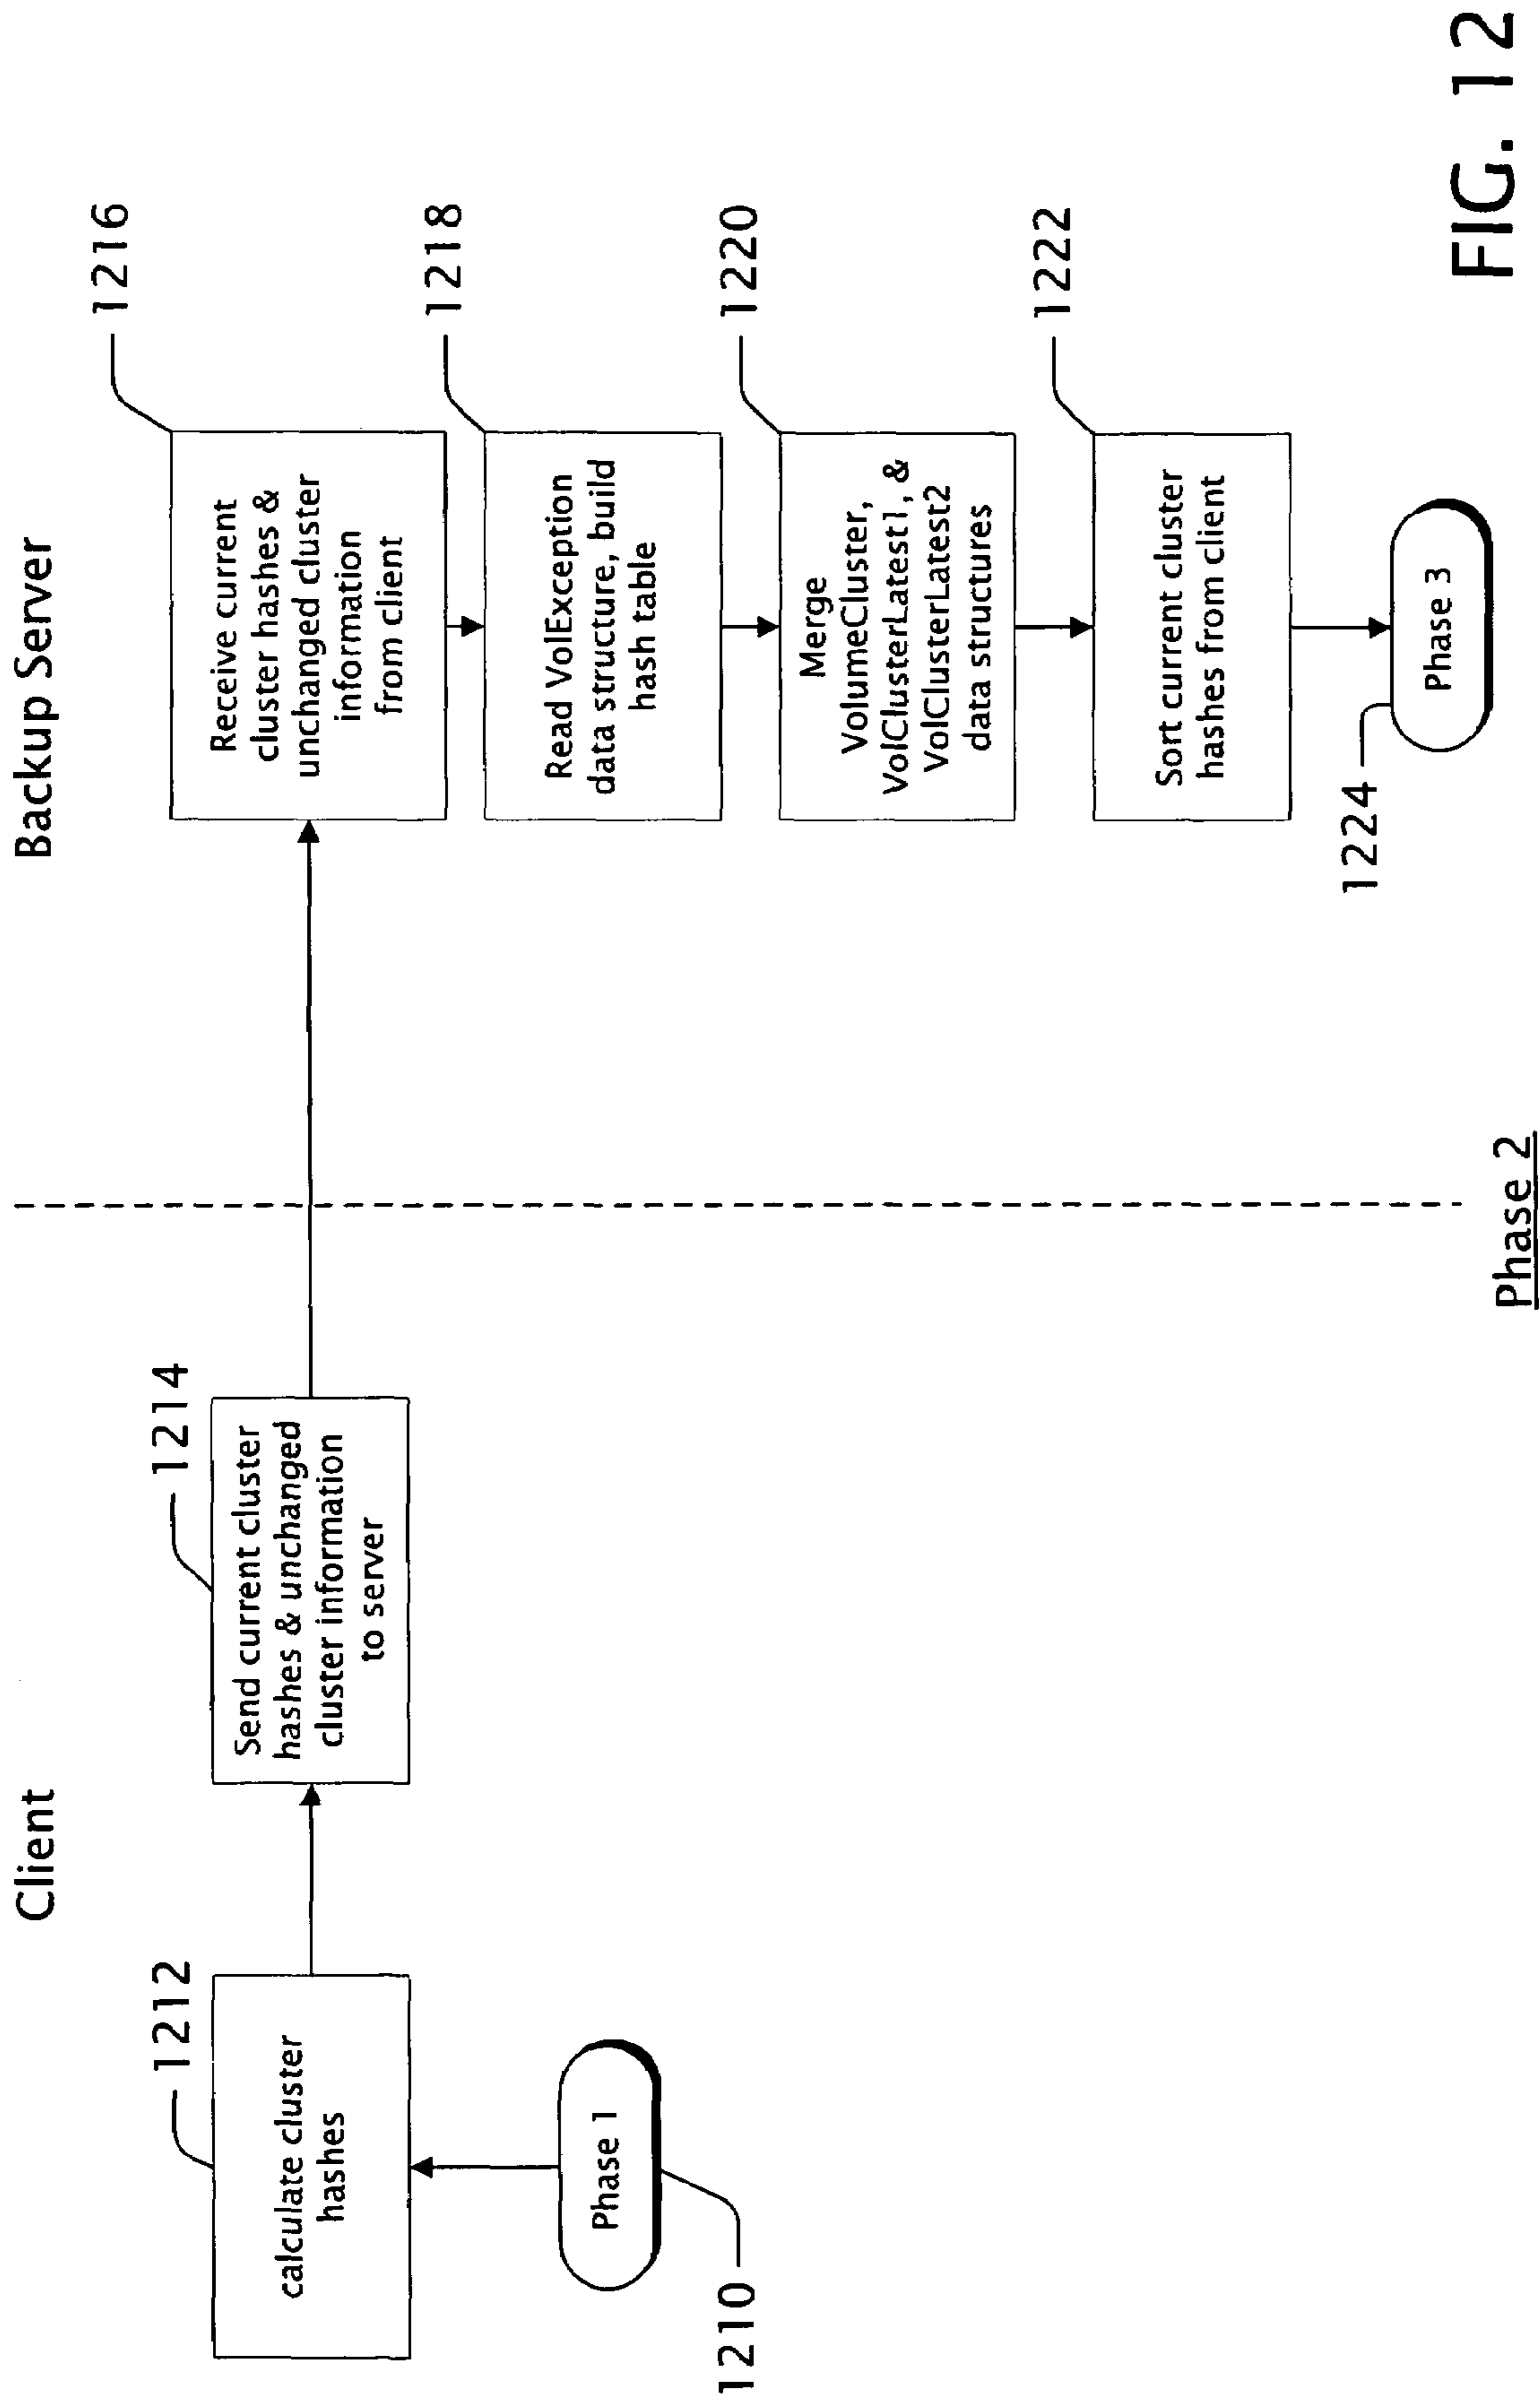 Client
Backup Server
1212
calculate cluster
hashes
1210
Phase 1
1214
Send current cluster
hashes & unchanged
cluster information
to server
1216
Receive current
cluster hashes &
unchanged cluster
information
from client
1218
Read VolException
data structure, build
hash table
1220
Merge
VolumeCluster,
VolClusterLatest1, &
VolClusterLatest2
data structures
1222
Sort current cluster
hashes from client
1224
Phase 3
Phase 2
FIG. 12